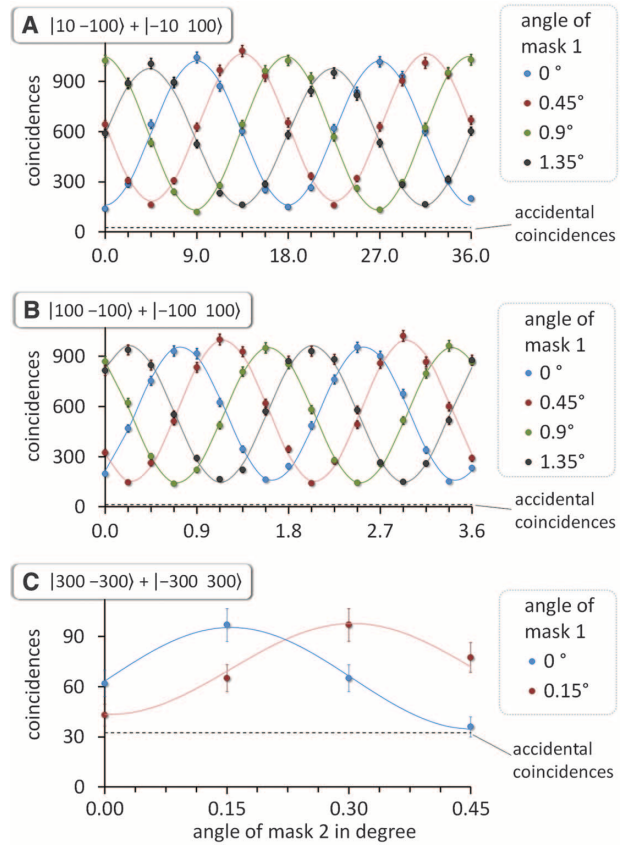 A |10 −100⟩ + |−10 100⟩
coincidences
900
600
300
0
0.0 9.0 18.0 27.0 36.0
angle of
mask 1
0 °
0.45°
0.9°
1.35°
accidental
coincidences
B |100 −100⟩ + |−100 100⟩
coincidences
900
600
300
0
0.0 0.9 1.8 2.7 3.6
angle of
mask 1
0 °
0.45°
0.9°
1.35°
accidental
coincidences
C |300 −300⟩ + |−300 300⟩
coincidences
90
60
30
0
0.00 0.15 0.30 0.45
angle of mask 2 in degree
angle of
mask 1
0 °
0.15°
accidental
coincidences